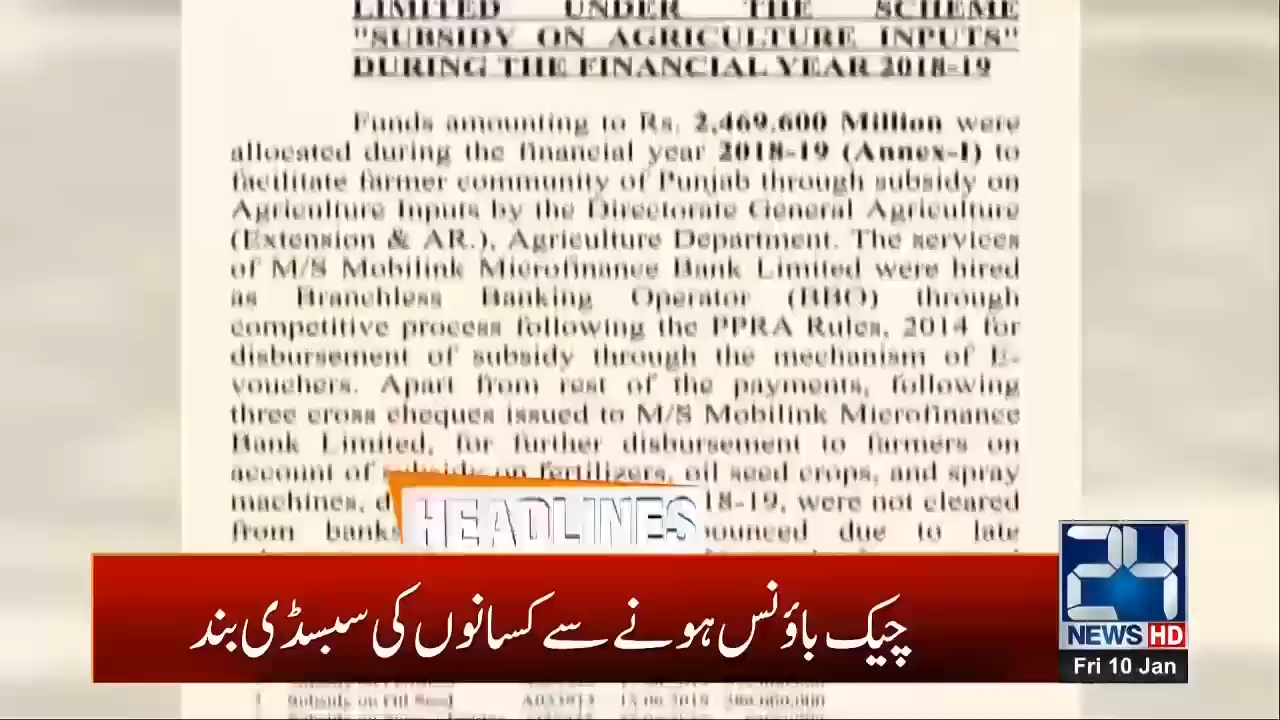 LIMITED UNDER THE SCHEME
"SUBSIDY ON AGRICULTURE INPUTS"
DURING THE FINANCIAL YEAR 2018-19
Funds amounting to Rs. 2,469.600 Million were
allocated during the financial year 2018-19 (Annex-I) to
facilitate farmer community of Punjab through subsidy on
Agriculture Inputs by the Directorate General Agriculture
(Extension & AR.), Agriculture Department. The services
of M/S Mobilink Microfinance Bank Limited were hired
as Branchless Banking Operator (BBO) through
competitive process following the PPRA Rules, 2014 for
disbursement of subsidy through the mechanism of E-
vouchers. Apart from rest of the payments, following
three cross cheques issued to M/S Mobilink Microfinance
Bank Limited, for further disbursement to farmers on
account of subsidy on fertilizers, oil seed crops, and spray
machines, 18-19, were not cleared
from banks due to late
HEADLINES
چیک باؤنس ہونے سے کسانوں کی سبسڈی بند
24
NEWS HD
Fri 10 Jan
Subsidy on Oil Seed